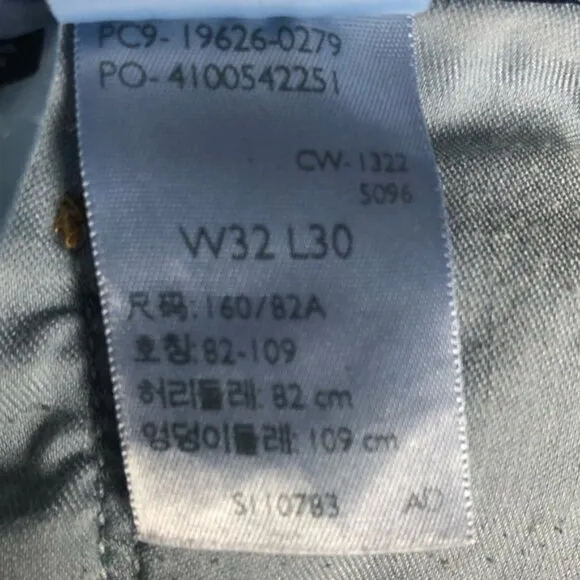 PC9-19626-0279
PO-4100542251
CW-1322
S096
W32 L30
尺码:160/82A
호칭:82-109
허리둘레: 82 cm
엉덩이둘레: 109 cm
S110783 AD